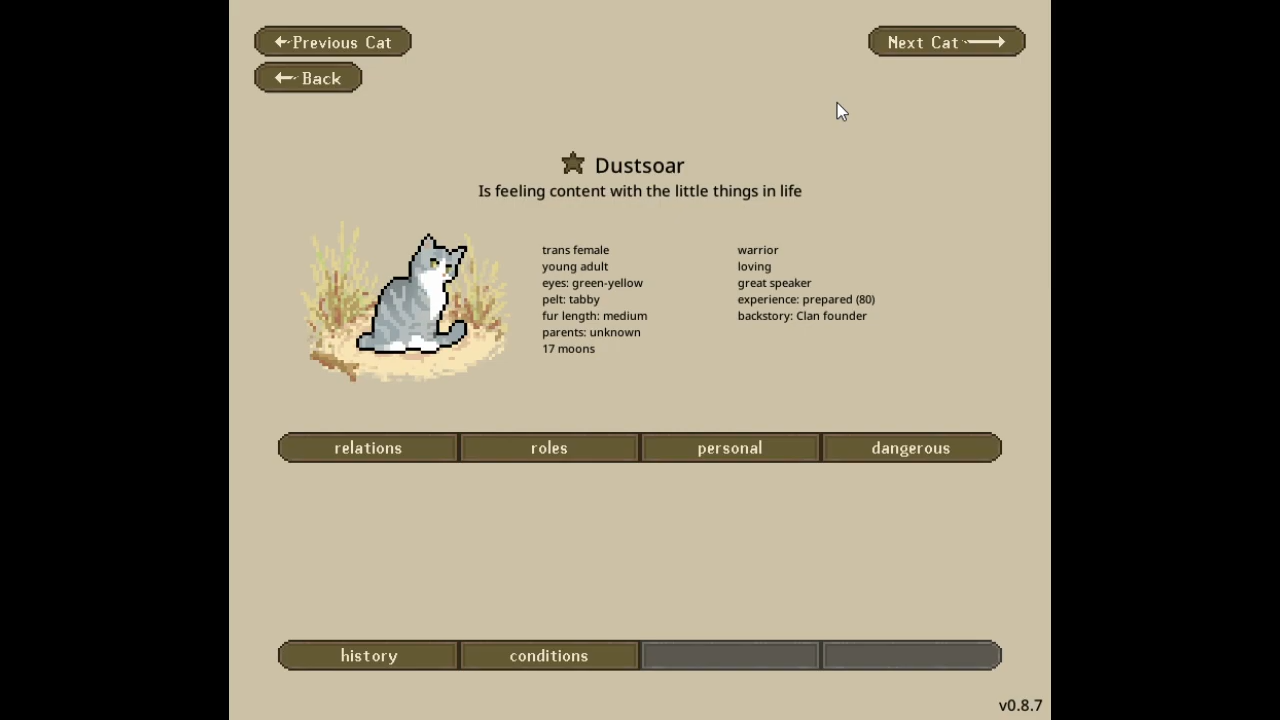 Previous Cat
Next Cat
Back
Dustsoar
Is feeling content with the little things in life
trans female
young adult
eyes: green-yellow
pelt: tabby
fur length: medium
parents: unknown
17 moons
warrior
loving
great speaker
experience: prepared (80)
backstory: Clan founder
relations
roles
personal
dangerous
history
conditions
v0.8.7